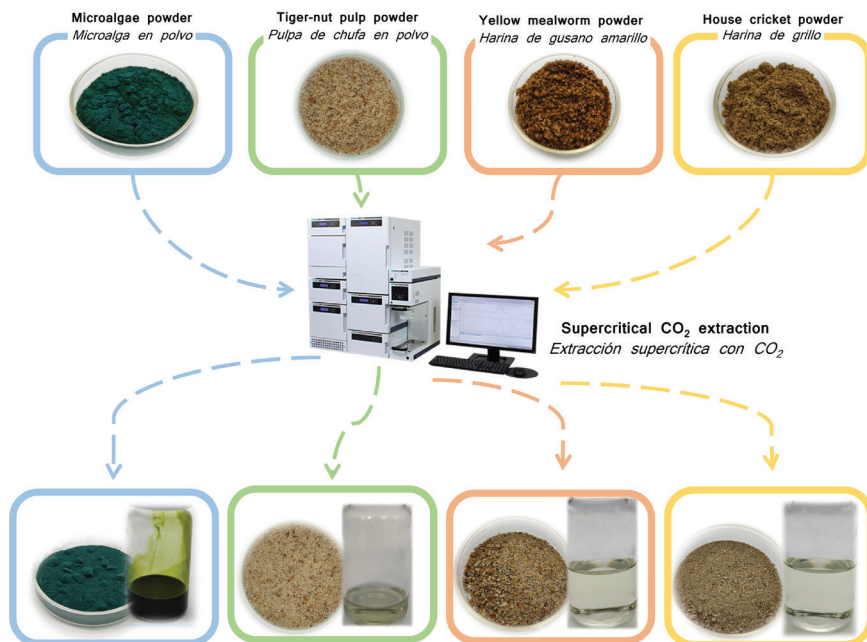 Microalgae powder
Microalga en polvo
Tiger-nut pulp powder
Pulpa de chufa en polvo
Yellow mealworm powder
Harina de gusano amarillo
House cricket powder
Harina de grillo
Supercritical CO₂ extraction
Extracción supercrítica con CO₂